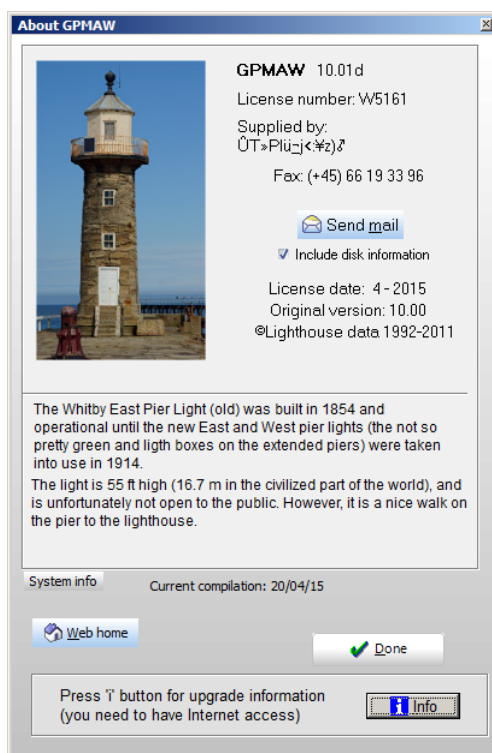 About GPMAW
GPMAW 10.01d
License number: W5161
Supplied by:
ÛT»Plü¬j<:¥z)♂
Fax: (+45) 66 19 33 96
Send mail
Include disk information
License date: 4 - 2015
Original version: 10.00
©Lighthouse data 1992-2011
The Whitby East Pier Light (old) was built in 1854 and
operational until the new East and West pier lights (the not so
pretty green and ligth boxes on the extended piers) were taken
into use in 1914.
The light is 55 ft high (16.7 m in the civilized part of the world), and
is unfortunately not open to the public. However, it is a nice walk on
the pier to the lighthouse.
System info
Current compilation: 20/04/15
Web home
Done
Press 'i' button for upgrade information
(you need to have Internet access)
i Info